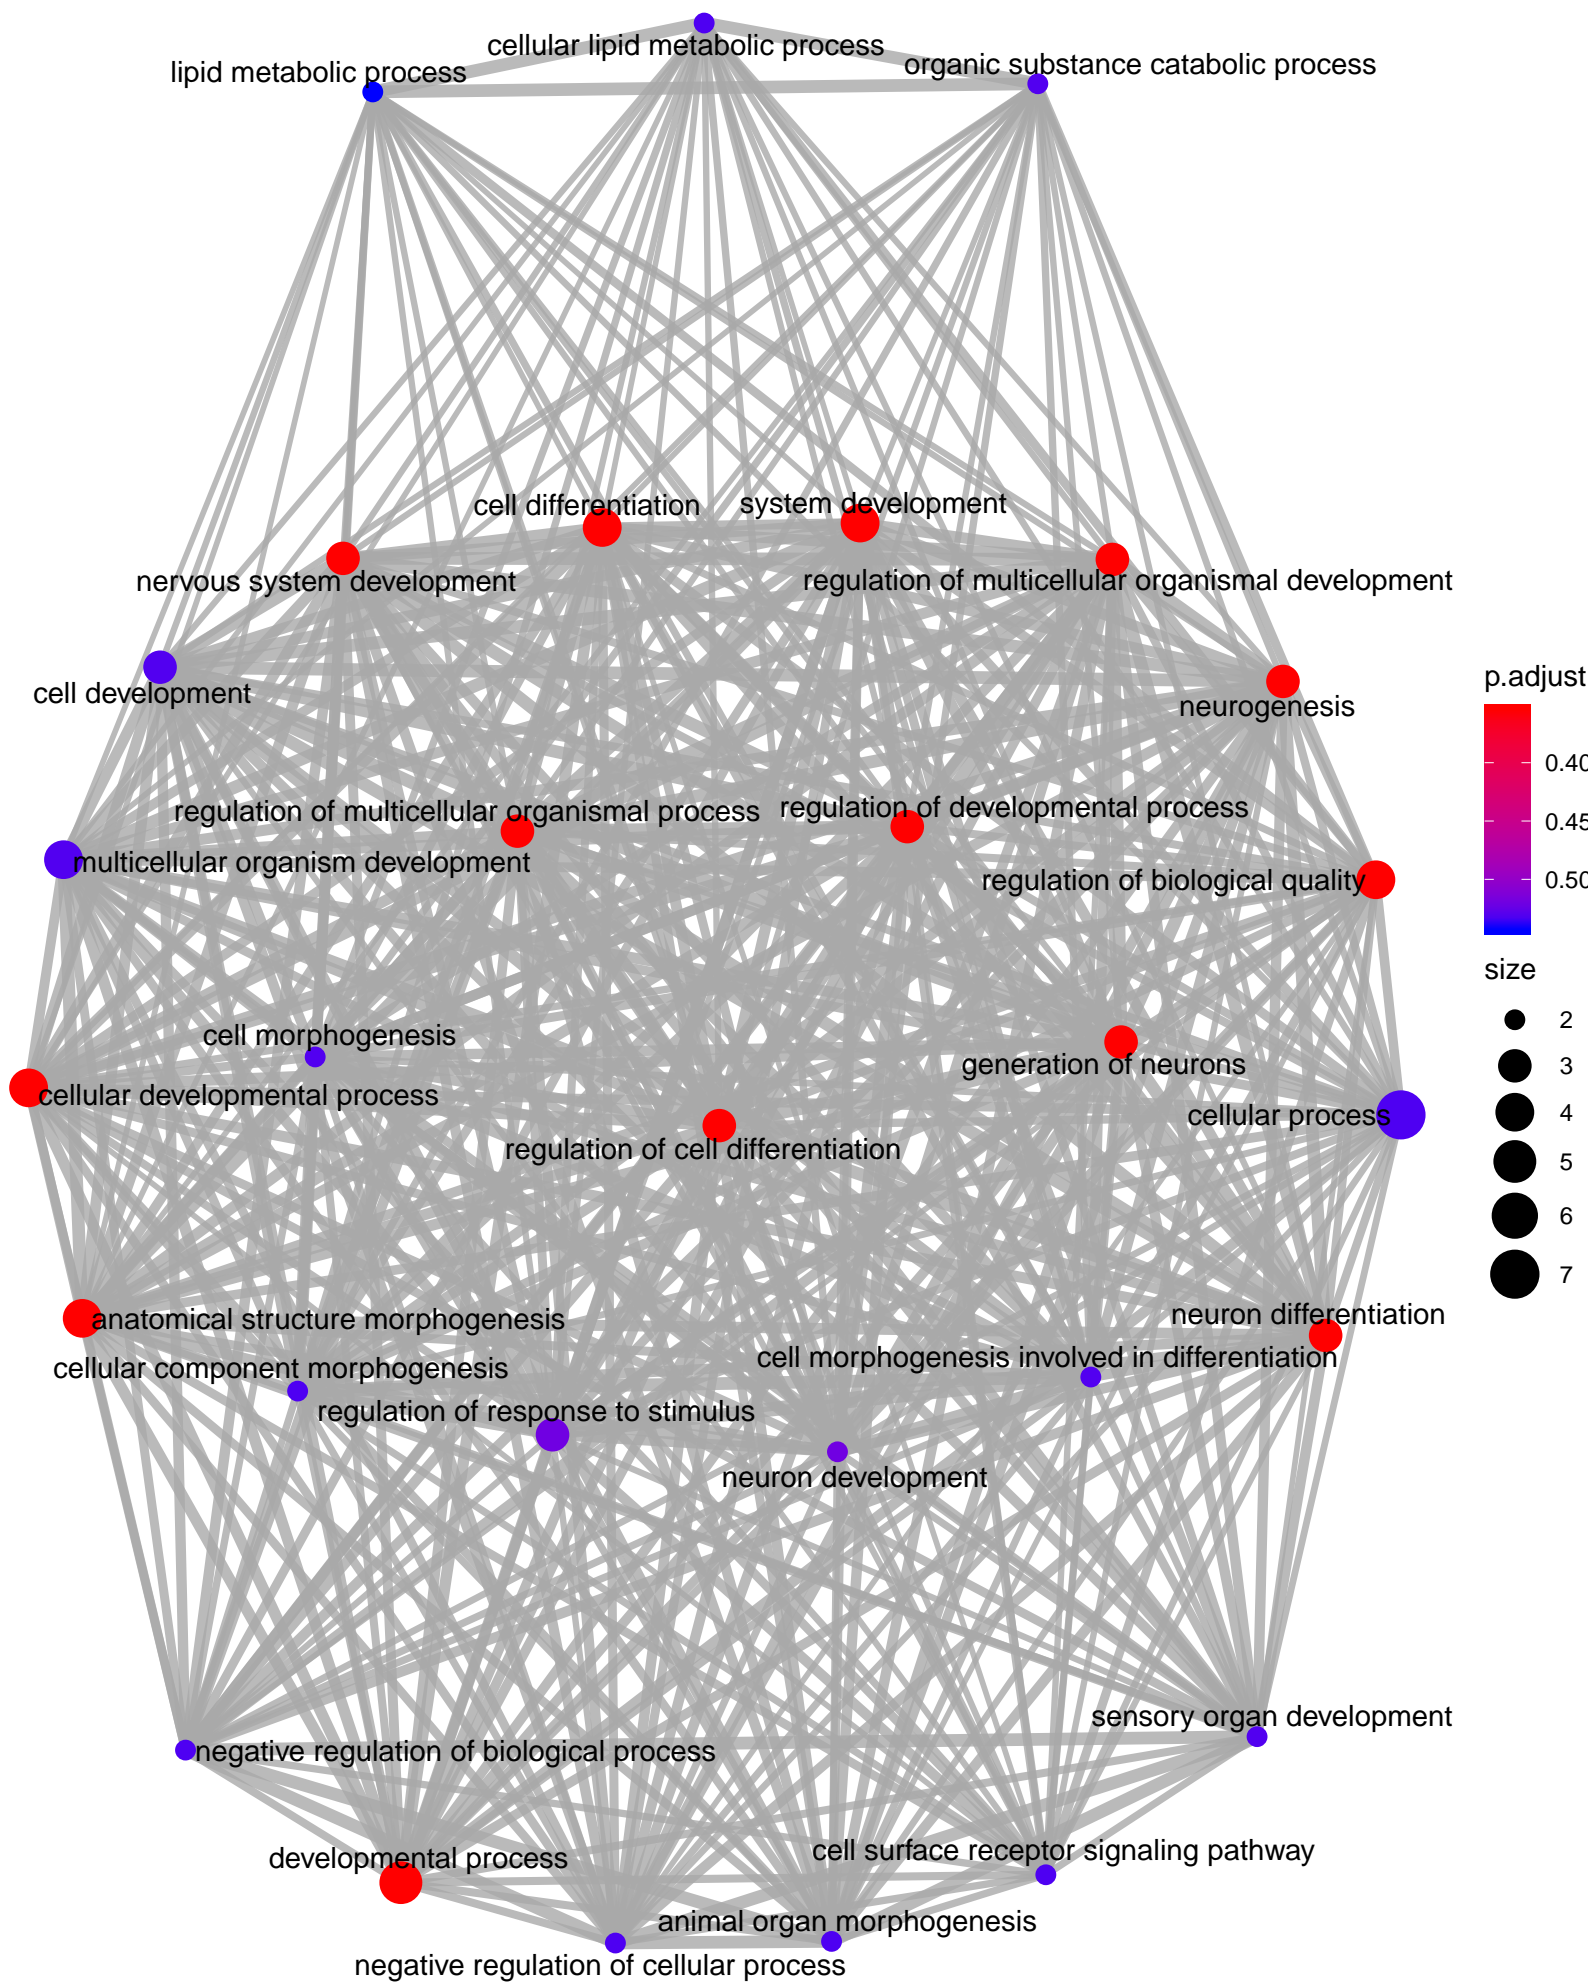 cellular lipid metabolic process
organic substance catabolic process
lipid metabolic process
cell differentiation
system development
nervous system development
regulation of multicellular organismal development
cell development
neurogenesis
regulation of multicellular organismal process
regulation of developmental process
multicellular organism development
regulation of biological quality
cell morphogenesis
generation of neurons
cellular developmental process
cellular process
regulation of cell differentiation
anatomical structure morphogenesis
neuron differentiation
cellular component morphogenesis
cell morphogenesis involved in differentiation
regulation of response to stimulus
neuron development
sensory organ development
negative regulation of biological process
developmental process
cell surface receptor signaling pathway
animal organ morphogenesis
negative regulation of cellular process
p.adjust
0.40
0.45
0.50
size
2
3
4
5
6
7